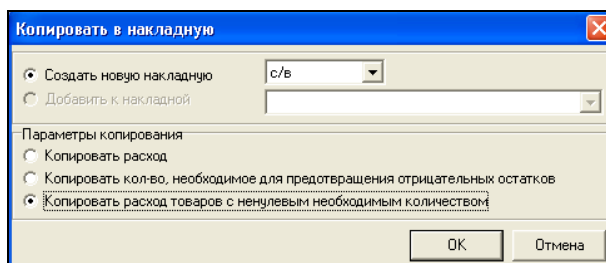 Копировать в накладную
Создать новую накладную с/в
Добавить к накладной
Параметры копирования
Копировать расход
Копировать кол-во, необходимое для предотвращения отрицательных остатков
Копировать расход товаров с ненулевым необходимым количеством
OK Отмена